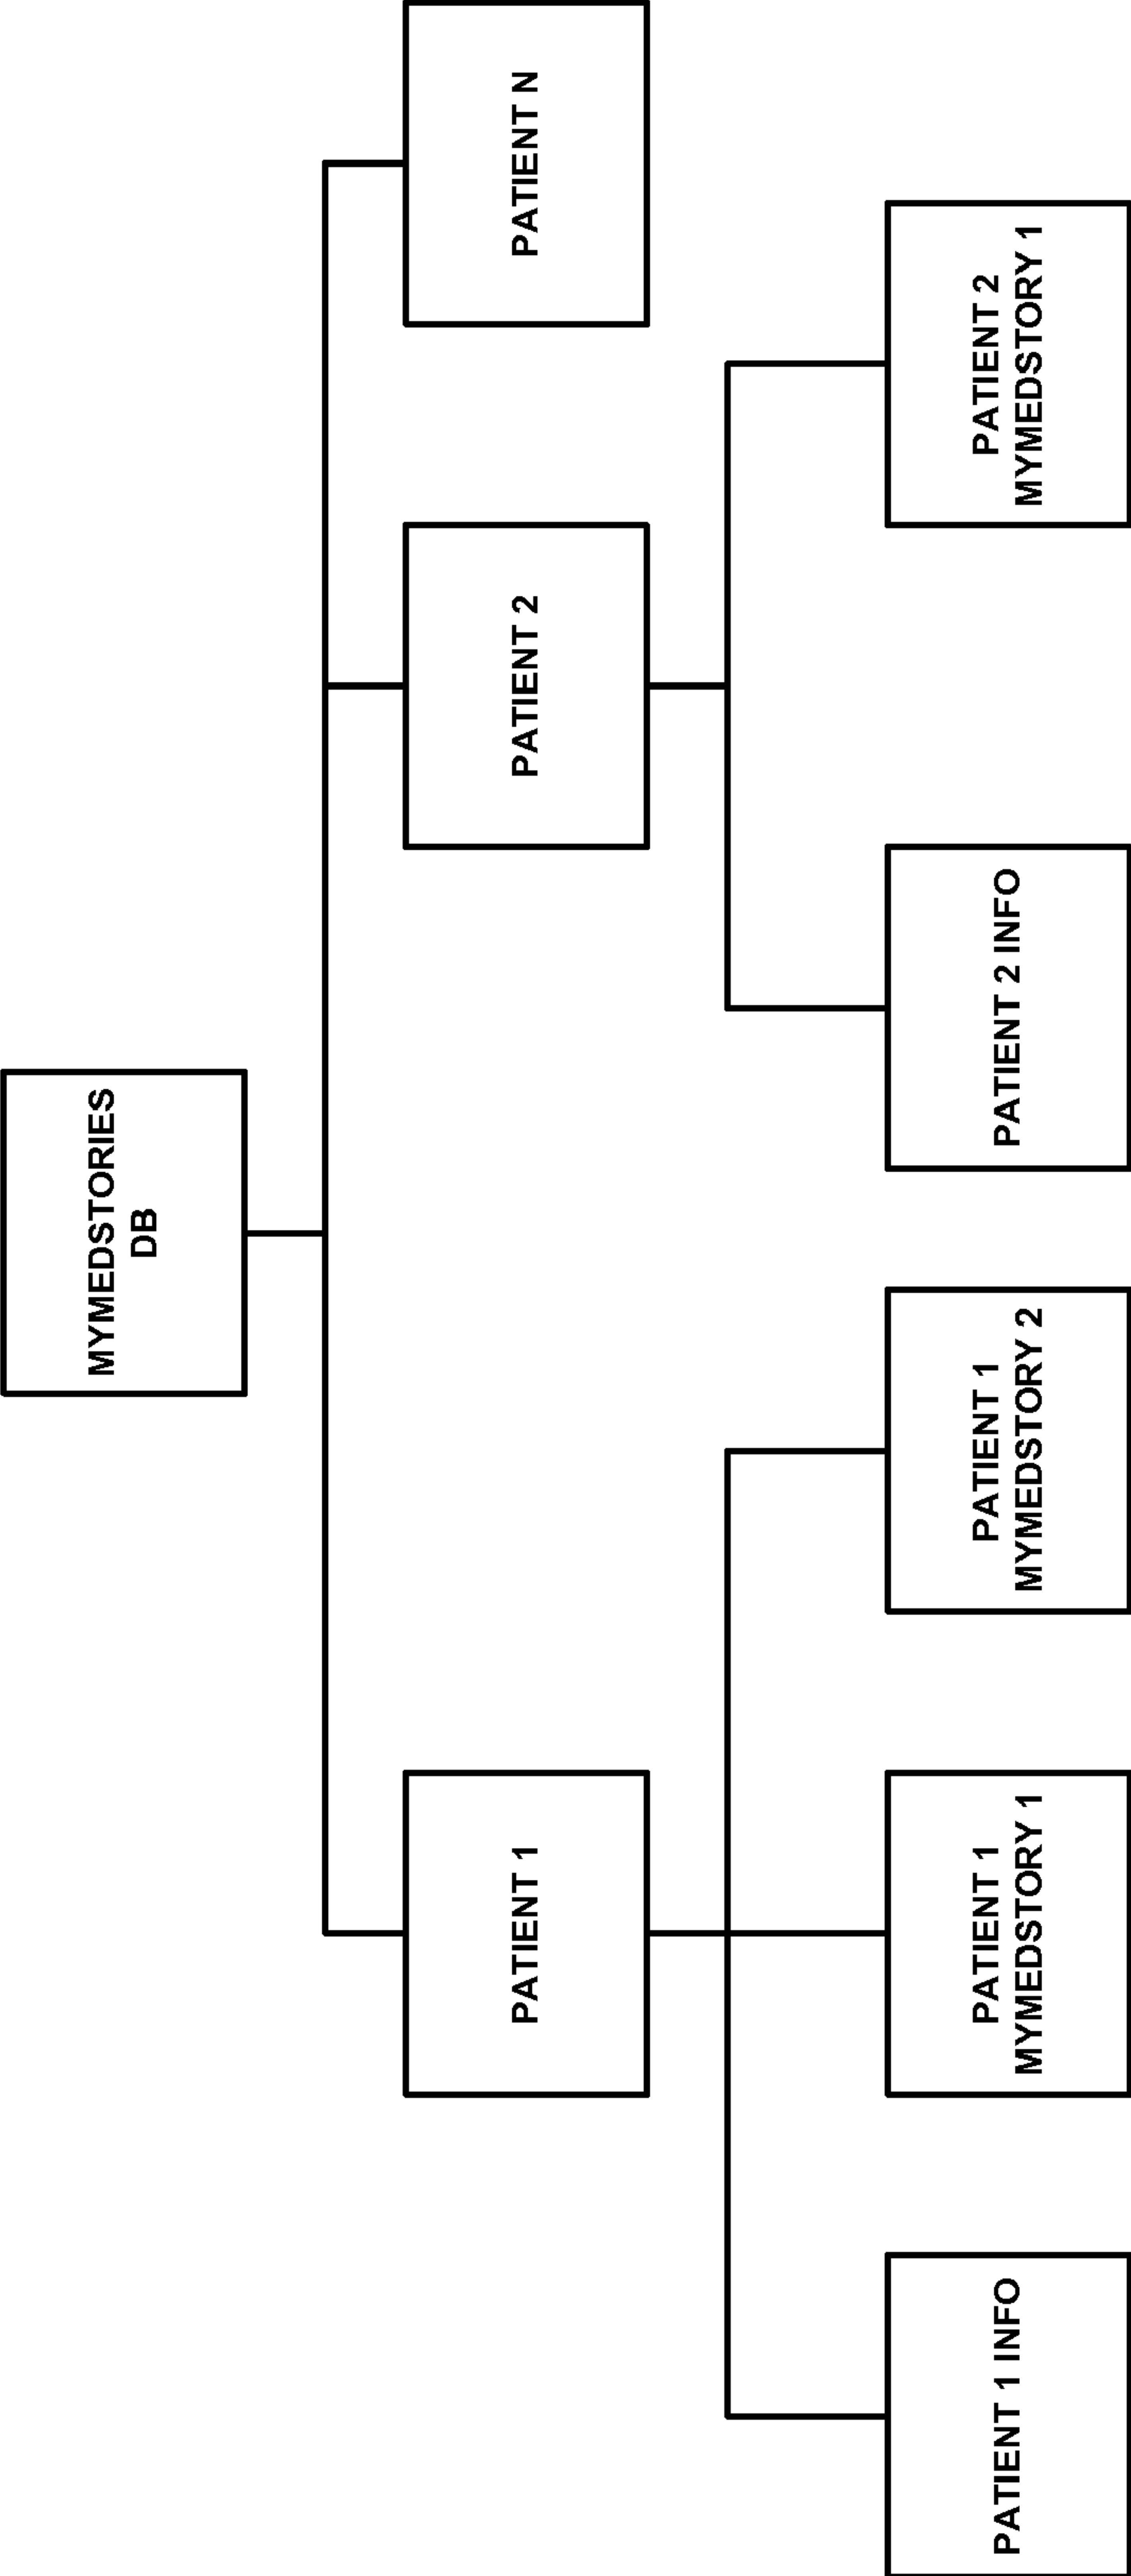 MYMEDSTORIES
DB
PATIENT 1
PATIENT 2
PATIENT N
PATIENT 1 INFO
PATIENT 1
MYMEDSTORY 1
PATIENT 1
MYMEDSTORY 2
PATIENT 2 INFO
PATIENT 2
MYMEDSTORY 1